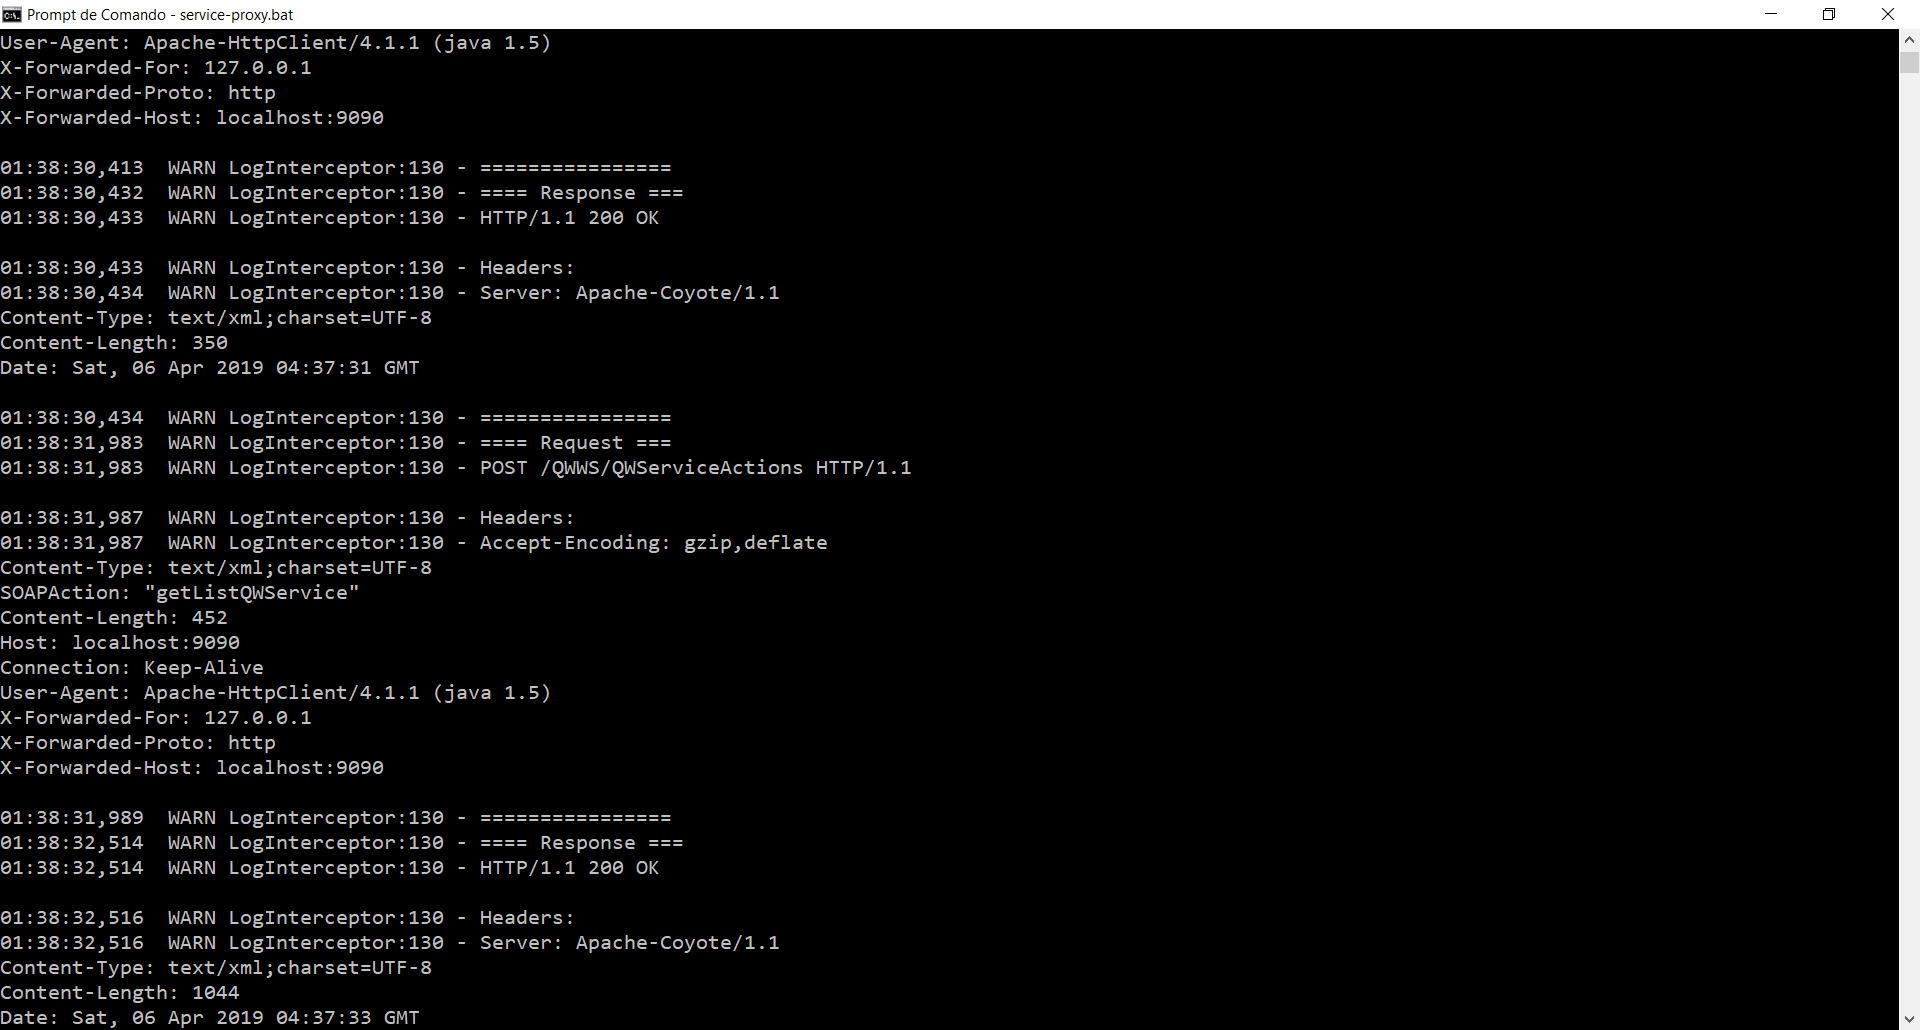 Prompt de Comando - service-proxy.bat
User-Agent: Apache-HttpClient/4.1.1 (java 1.5)
X-Forwarded-For: 127.0.0.1
X-Forwarded-Proto: http
X-Forwarded-Host: localhost:9090
01:38:30,413  WARN LogInterceptor:130 - ================
01:38:30,432  WARN LogInterceptor:130 - ==== Response ===
01:38:30,433  WARN LogInterceptor:130 - HTTP/1.1 200 OK
01:38:30,433  WARN LogInterceptor:130 - Headers:
01:38:30,434  WARN LogInterceptor:130 - Server: Apache-Coyote/1.1
Content-Type: text/xml;charset=UTF-8
Content-Length: 350
Date: Sat, 06 Apr 2019 04:37:31 GMT
01:38:30,434  WARN LogInterceptor:130 - ================
01:38:31,983  WARN LogInterceptor:130 - ==== Request ===
01:38:31,983  WARN LogInterceptor:130 - POST /QWWS/QWServiceActions HTTP/1.1
01:38:31,987  WARN LogInterceptor:130 - Headers:
01:38:31,987  WARN LogInterceptor:130 - Accept-Encoding: gzip,deflate
Content-Type: text/xml;charset=UTF-8
SOAPAction: "getListQWService"
Content-Length: 452
Host: localhost:9090
Connection: Keep-Alive
User-Agent: Apache-HttpClient/4.1.1 (java 1.5)
X-Forwarded-For: 127.0.0.1
X-Forwarded-Proto: http
X-Forwarded-Host: localhost:9090
01:38:31,989  WARN LogInterceptor:130 - ================
01:38:32,514  WARN LogInterceptor:130 - ==== Response ===
01:38:32,514  WARN LogInterceptor:130 - HTTP/1.1 200 OK
01:38:32,516  WARN LogInterceptor:130 - Headers:
01:38:32,516  WARN LogInterceptor:130 - Server: Apache-Coyote/1.1
Content-Type: text/xml;charset=UTF-8
Content-Length: 1044
Date: Sat, 06 Apr 2019 04:37:33 GMT